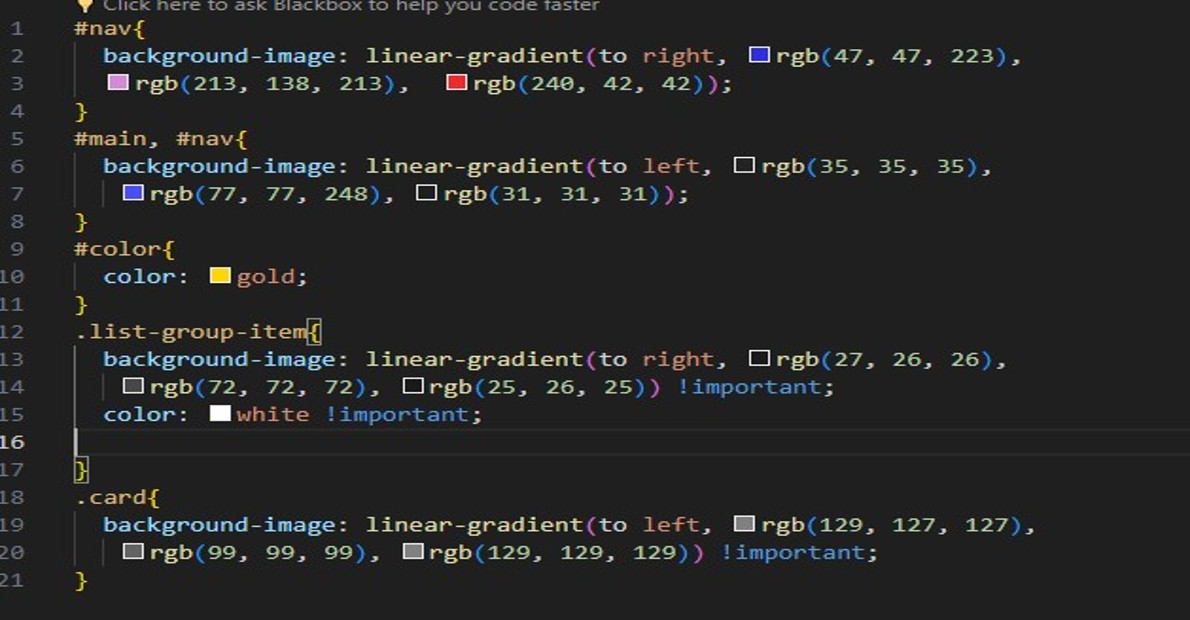 Click here to ask Blackbox to help you code faster
1 #nav{
2 background-image: linear-gradient(to right, rgb(47, 47, 223),
3 rgb(213, 138, 213), rgb(240, 42, 42));
4 }
5 #main, #nav{
6 background-image: linear-gradient(to left, rgb(35, 35, 35),
7 rgb(77, 77, 248), rgb(31, 31, 31));
8 }
9 #color{
10 color: gold;
11 }
12 .list-group-item{
13 background-image: linear-gradient(to right, rgb(27, 26, 26),
14 rgb(72, 72, 72), rgb(25, 26, 25)) !important;
15 color: white !important;
16
17 }
18 .card{
19 background-image: linear-gradient(to left, rgb(129, 127, 127),
20 rgb(99, 99, 99), rgb(129, 129, 129)) !important;
21 }